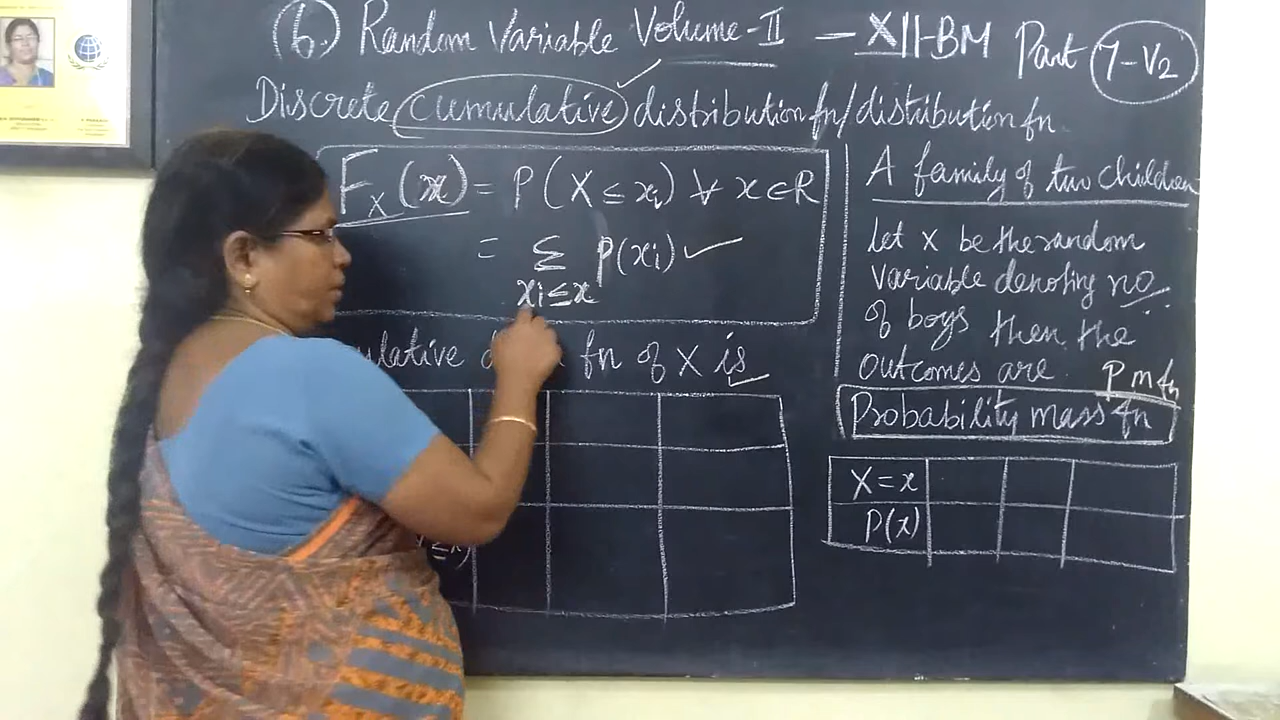 (6.) Random Variable Volume-II – XII-BM Part 7-V2
Discrete cumulative distribution fn/distribution fn.
F_X(x) = P(X ≤ xi) ∀ x ∈ R
= Σ P(xi) ✓
xi ≤ x
ulative fn of X is
≤ x)
A family of two children
Let X be the random
variable denoting no.
of boys then the
outcomes are.
P m fn
Probability mass fn
X = x
P(x)